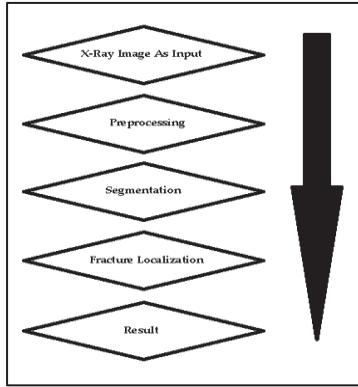 X-Ray Image As Input
Preprocessing
Segmentation
Fracture Localization
Result